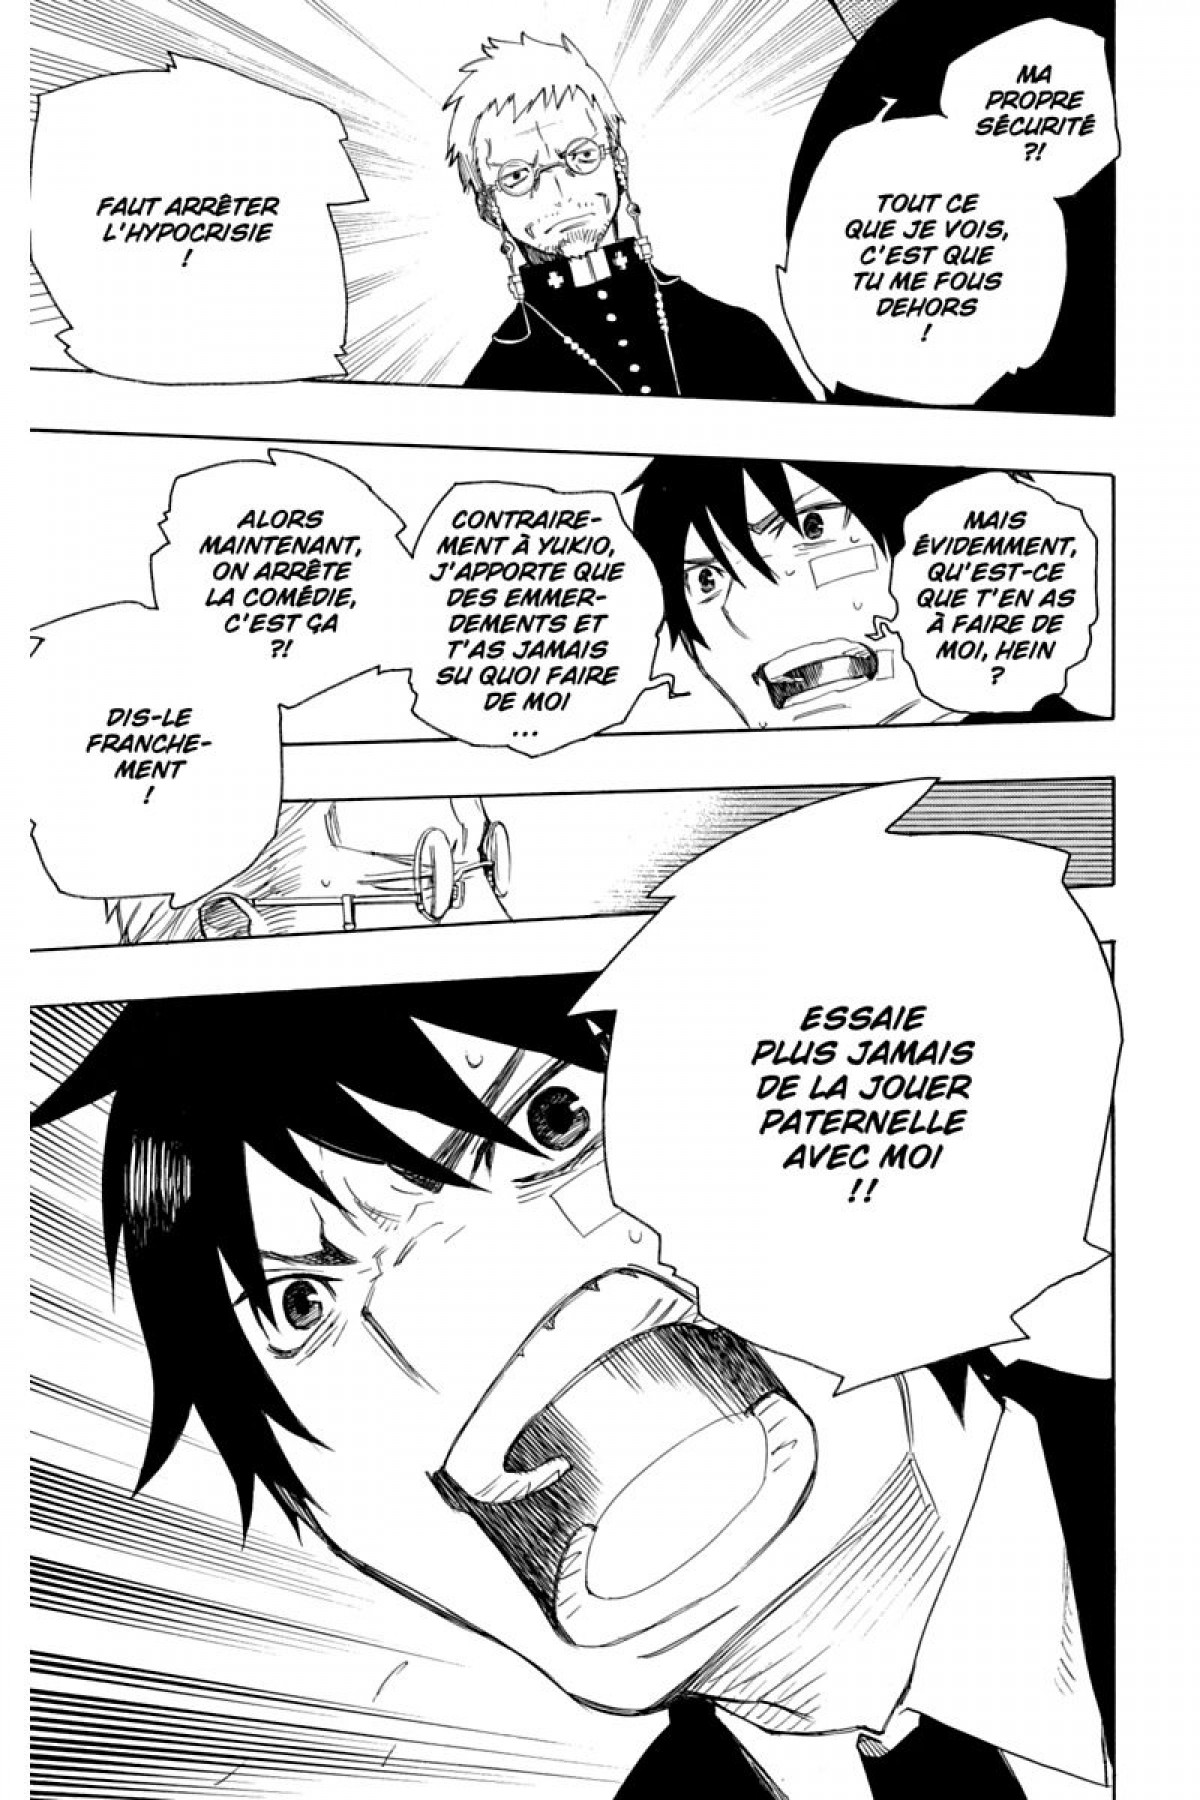 MA
PROPRE
SÉCURITÉ
?!
TOUT CE
QUE JE VOIS,
C'EST QUE
TU ME FOUS
DEHORS
!
FAUT ARRÊTER
L'HYPOCRISIE
!
MAIS
ÉVIDEMMENT,
QU'EST-CE
QUE T'EN AS
À FAIRE DE
MOI, HEIN
?
CONTRAIRE-
MENT À YUKIO,
J'APPORTE QUE
DES EMMER-
DEMENTS ET
T'AS JAMAIS
SU QUOI FAIRE
DE MOI
...
ALORS
MAINTENANT,
ON ARRÊTE
LA COMÉDIE,
C'EST ÇA
?!
DIS-LE
FRANCHE-
MENT
!
ESSAIE
PLUS JAMAIS
DE LA JOUER
PATERNELLE
AVEC MOI
!!